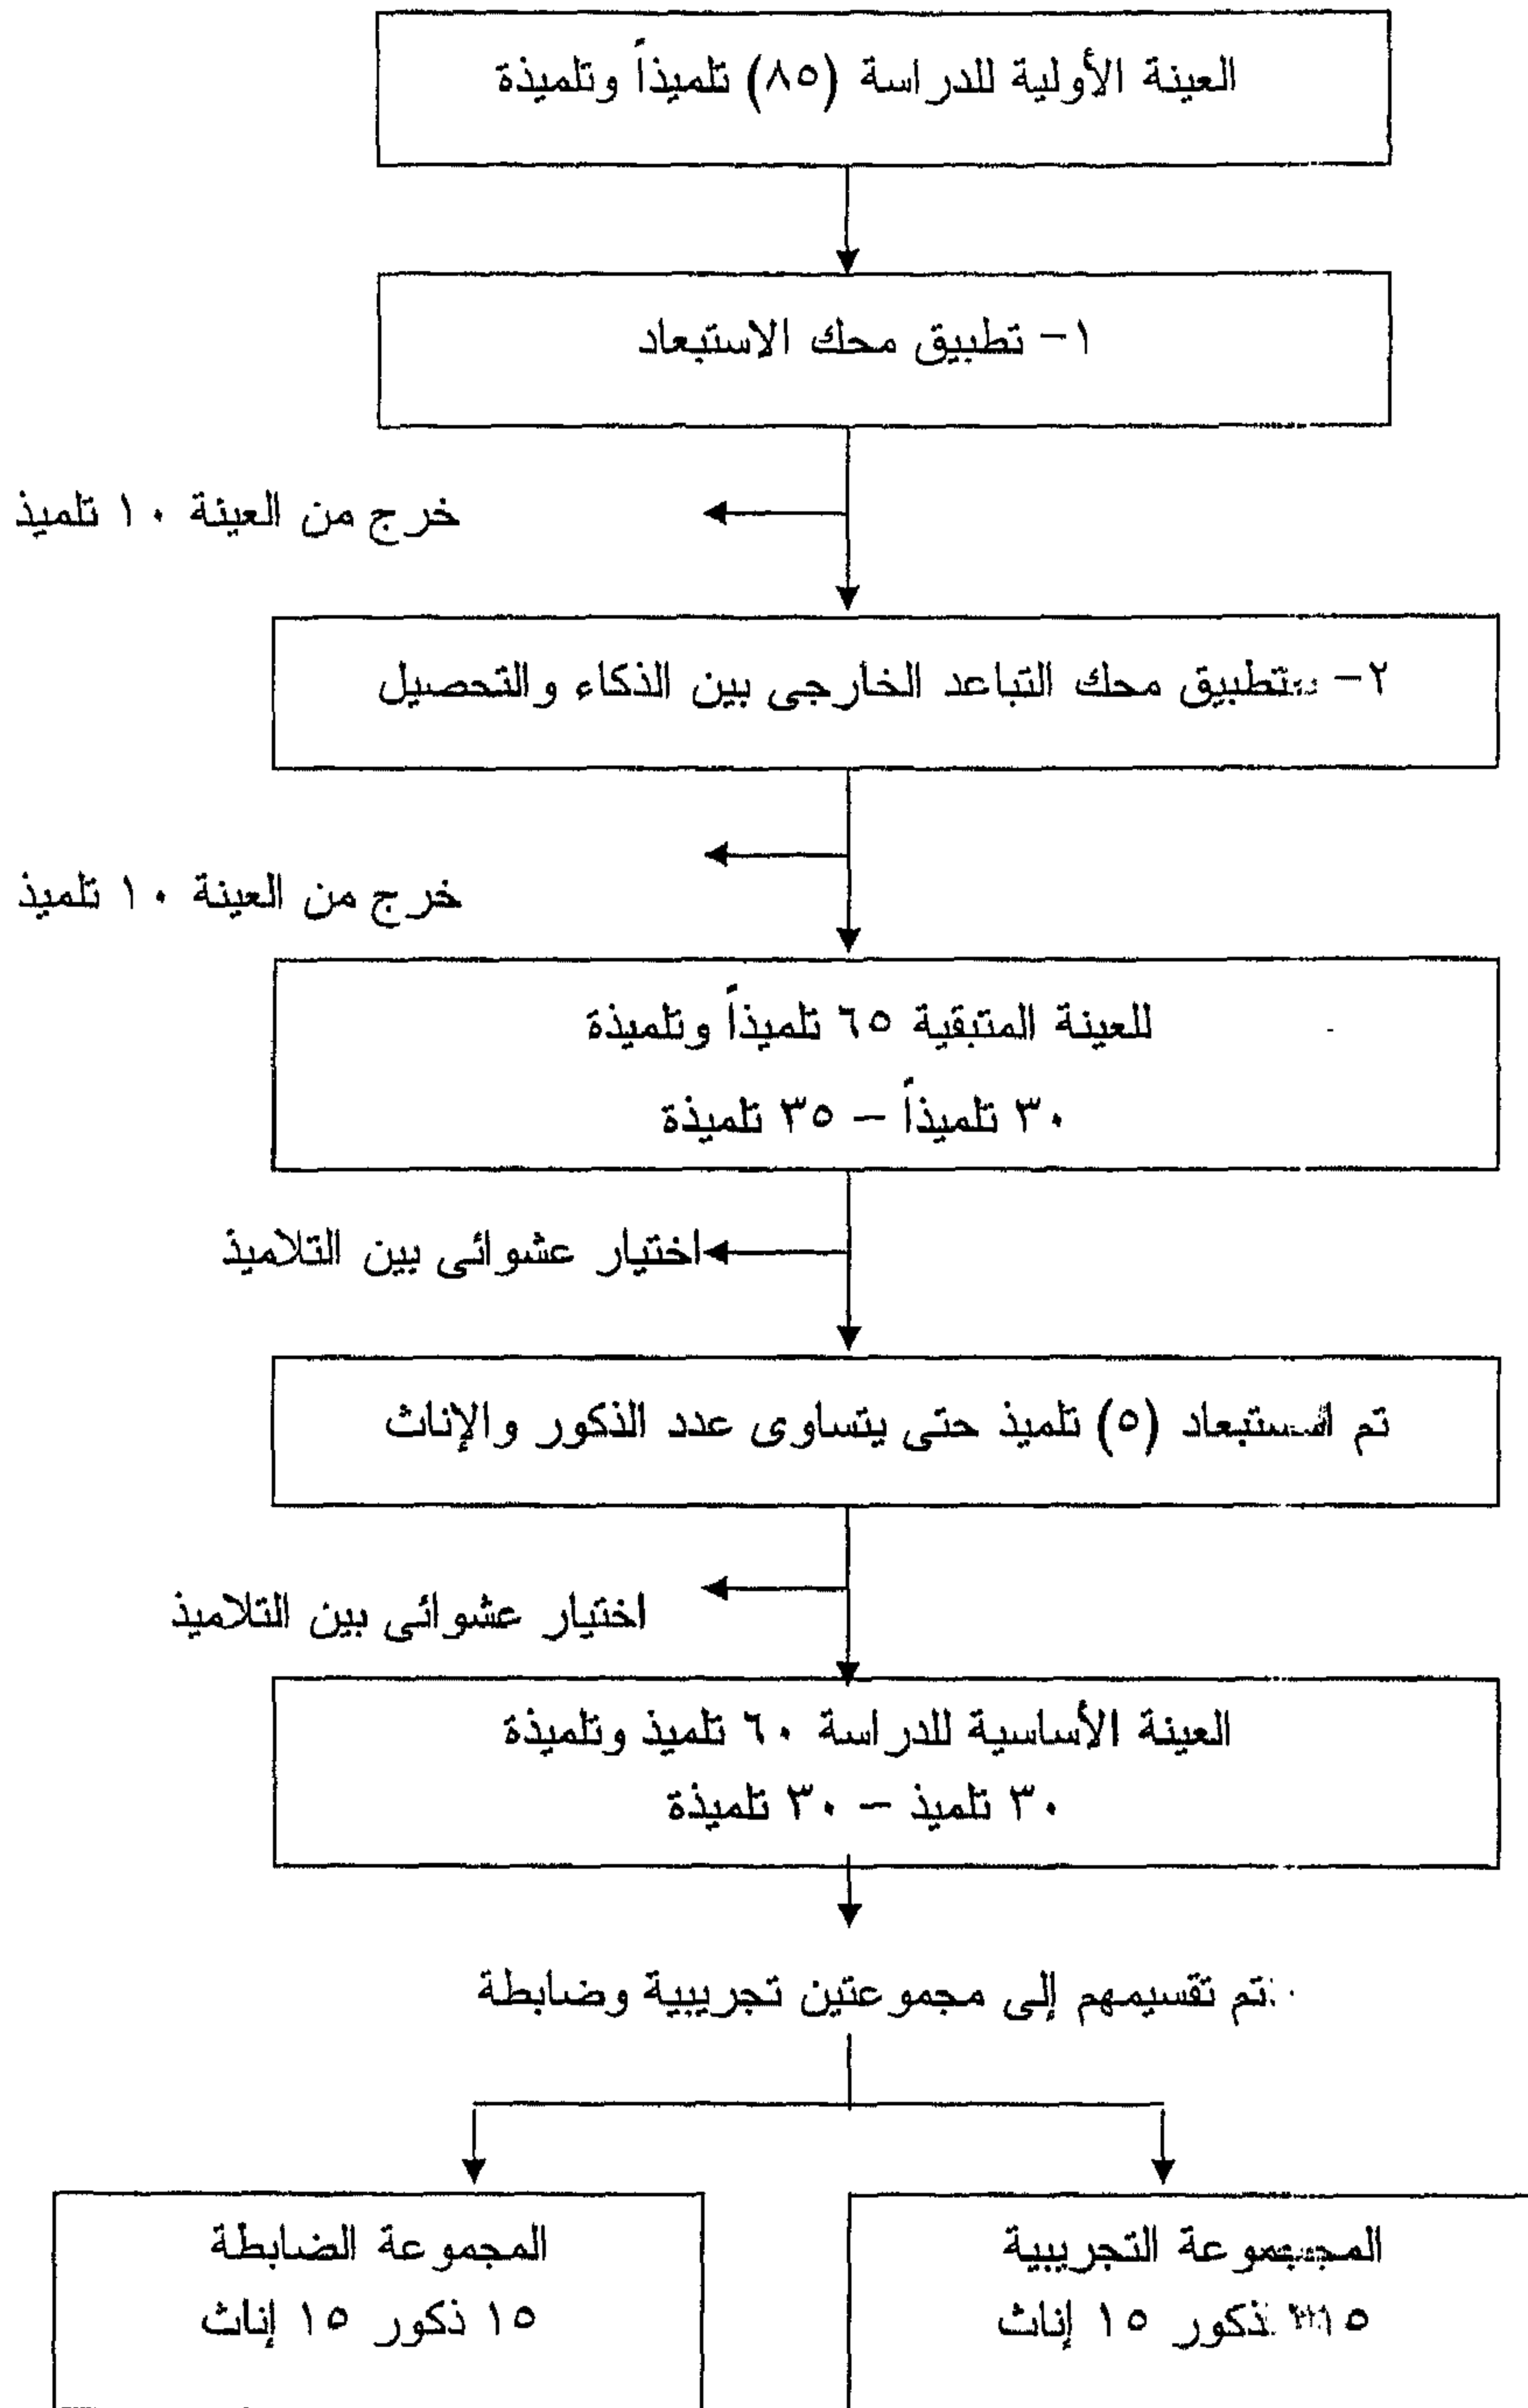 العينة الأولية للدراسة (٨٥) تلميذاً وتلميذة
١- تطبيق محك الاستبعاد
خرج من العينة ١٠ تلميذ
٢- تطبيق محك التباعد الخارجى بين الذكاء والتحصيل
خرج من العينة ١٠ تلميذ
للعينة المتبقية ٦٥ تلميذاً وتلميذة
٣٠ تلميذاً – ٣٥ تلميذة
اختيار عشوائى بين التلاميذ
تم استبعاد (٥) تلميذ حتى يتساوى عدد الذكور والإناث
اختيار عشوائى بين التلاميذ
العينة الأساسية للدراسة ٦٠ تلميذ وتلميذة
٣٠ تلميذ – ٣٠ تلميذة
تم تقسيمهم إلى مجموعتين تجريبية وضابطة
المجموعة التجريبية
١٥ ذكور ١٥ إناث
المجموعة الضابطة
١٥ ذكور ١٥ إناث